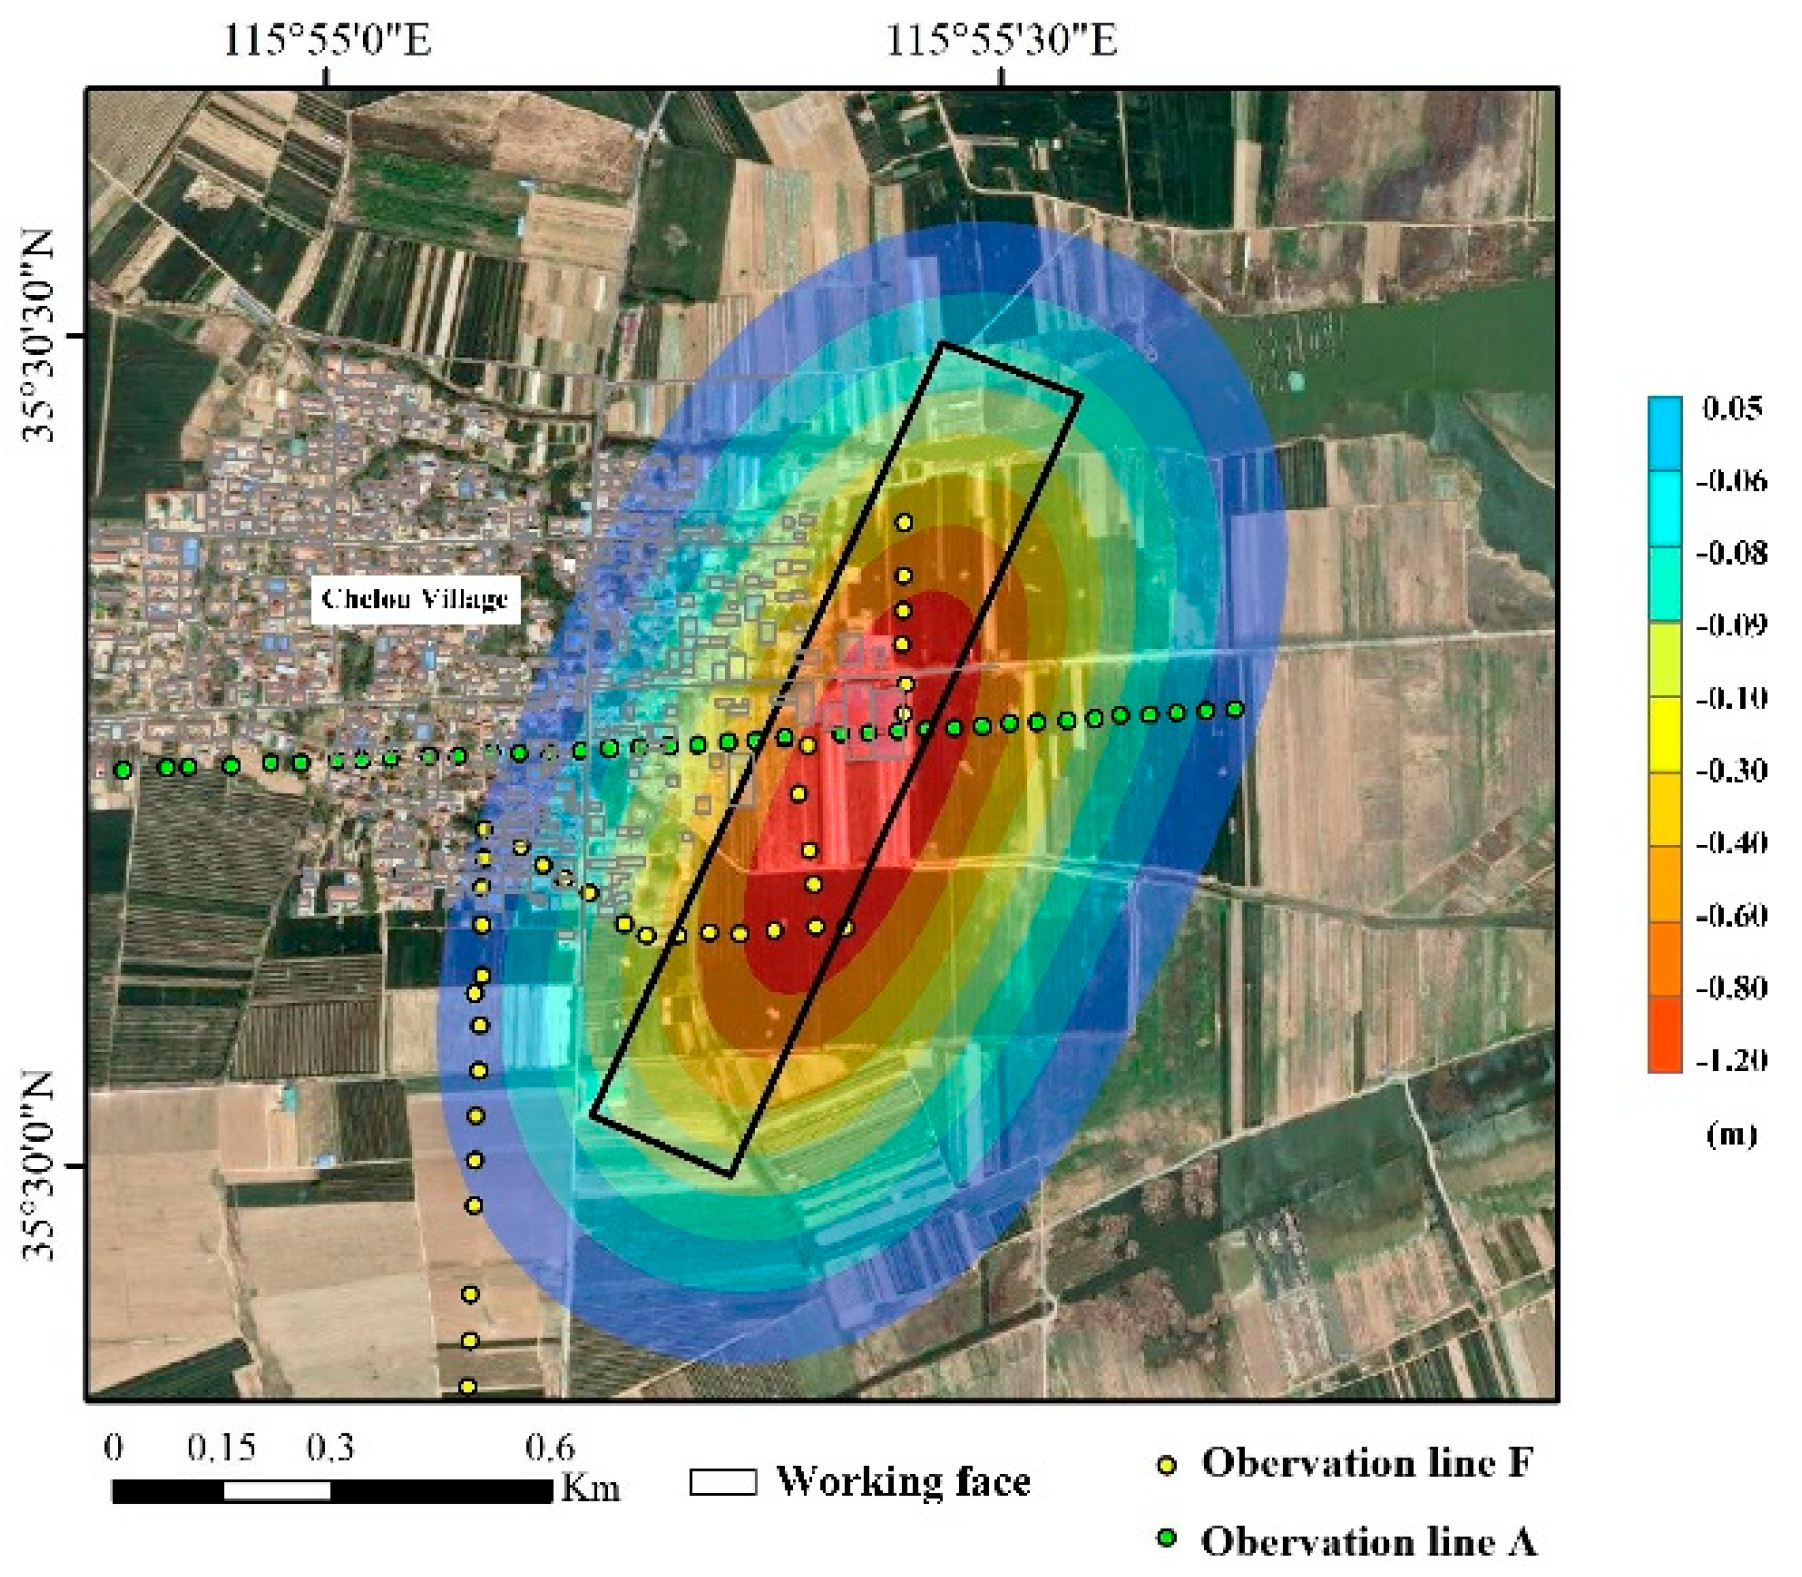 115°55'0"E
115°55'30"E
35°30'30"N
35°30'0"N
Chelou Village
0.05
-0.06
-0.08
-0.09
-0.10
-0.30
-0.40
-0.60
-0.80
-1.20
(m)
0 0.15 0.3 0.6
Km
Working face
Obervation line F
Obervation line A